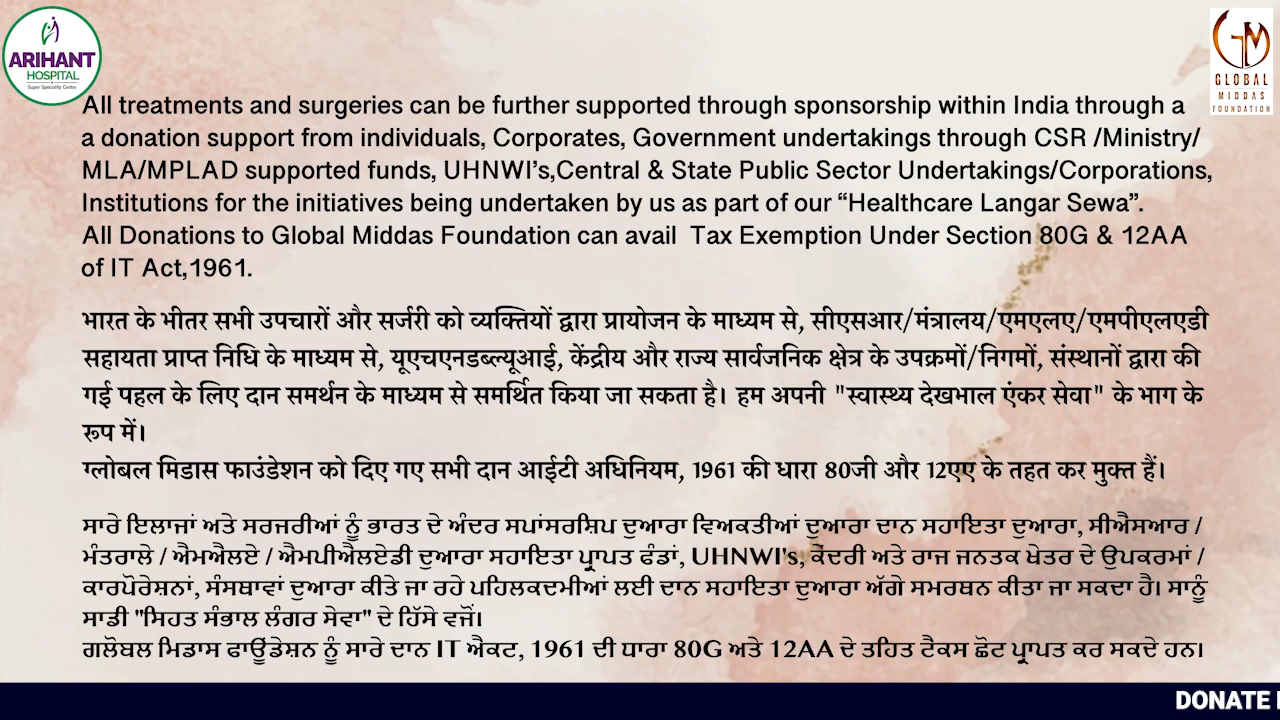 ARIHANT
HOSPITAL
Super Speciality Centre
GLOBAL
MIDDAS
FOUNDATION
All treatments and surgeries can be further supported through sponsorship within India through a
a donation support from individuals, Corporates, Government undertakings through CSR /Ministry/
MLA/MPLAD supported funds, UHNWI’s,Central & State Public Sector Undertakings/Corporations,
Institutions for the initiatives being undertaken by us as part of our “Healthcare Langar Sewa”.
All Donations to Global Middas Foundation can avail  Tax Exemption Under Section 80G & 12AA
of IT Act,1961.
भारत के भीतर सभी उपचारों और सर्जरी को व्यक्तियों द्वारा प्रायोजन के माध्यम से, सीएसआर/मंत्रालय/एमएलए/एमपीएलएडी
सहायता प्राप्त निधि के माध्यम से, यूएचएनडब्ल्यूआई, केंद्रीय और राज्य सार्वजनिक क्षेत्र के उपक्रमों/निगमों, संस्थानों द्वारा की
गई पहल के लिए दान समर्थन के माध्यम से समर्थित किया जा सकता है। हम अपनी "स्वास्थ्य देखभाल एंकर सेवा" के भाग के
रूप में।
ग्लोबल मिडास फाउंडेशन को दिए गए सभी दान आईटी अधिनियम, 1961 की धारा 80जी और 12एए के तहत कर मुक्त हैं।
ਸਾਰੇ ਇਲਾਜਾਂ ਅਤੇ ਸਰਜਰੀਆਂ ਨੂੰ ਭਾਰਤ ਦੇ ਅੰਦਰ ਸਪਾਂਸਰਸ਼ਿਪ ਦੁਆਰਾ ਵਿਅਕਤੀਆਂ ਦੁਆਰਾ ਦਾਨ ਸਹਾਇਤਾ ਦੁਆਰਾ, ਸੀਐਸਆਰ /
ਮੰਤਰਾਲੇ / ਐਮਐਲਏ / ਐਮਪੀਐਲਏਡੀ ਦੁਆਰਾ ਸਹਾਇਤਾ ਪ੍ਰਾਪਤ ਫੰਡਾਂ, UHNWI's, ਕੇਂਦਰੀ ਅਤੇ ਰਾਜ ਜਨਤਕ ਖੇਤਰ ਦੇ ਉਪਕਰਮਾਂ /
ਕਾਰਪੋਰੇਸ਼ਨਾਂ, ਸੰਸਥਾਵਾਂ ਦੁਆਰਾ ਕੀਤੇ ਜਾ ਰਹੇ ਪਹਿਲਕਦਮੀਆਂ ਲਈ ਦਾਨ ਸਹਾਇਤਾ ਦੁਆਰਾ ਅੱਗੇ ਸਮਰਥਨ ਕੀਤਾ ਜਾ ਸਕਦਾ ਹੈ। ਸਾਨੂੰ
ਸਾਡੀ "ਸਿਹਤ ਸੰਭਾਲ ਲੰਗਰ ਸੇਵਾ" ਦੇ ਹਿੱਸੇ ਵਜੋਂ।
ਗਲੋਬਲ ਮਿਡਾਸ ਫਾਊਂਡੇਸ਼ਨ ਨੂੰ ਸਾਰੇ ਦਾਨ IT ਐਕਟ, 1961 ਦੀ ਧਾਰਾ 80G ਅਤੇ 12AA ਦੇ ਤਹਿਤ ਟੈਕਸ ਛੋਟ ਪ੍ਰਾਪਤ ਕਰ ਸਕਦੇ ਹਨ।
DONATE